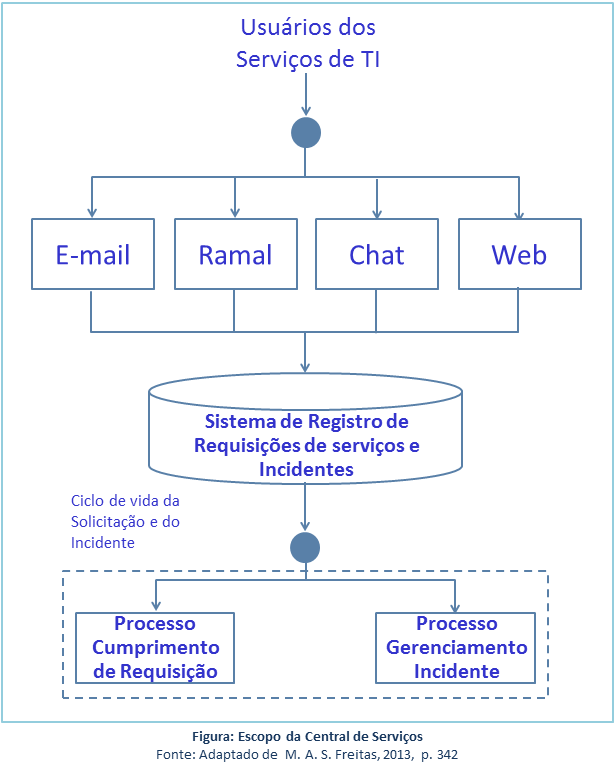 Usuários dos
Serviços de TI
E-mail
Ramal
Chat
Web
Sistema de Registro de
Requisições de serviços e
Incidentes
Ciclo de vida da
Solicitação e do
Incidente
Processo
Cumprimento
de Requisição
Processo
Gerenciamento
Incidente
Figura: Escopo da Central de Serviços
Fonte: Adaptado de M. A. S. Freitas, 2013, p. 342